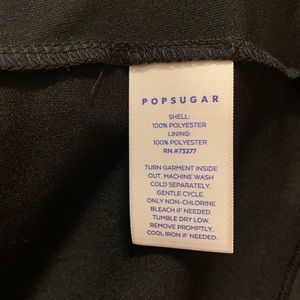 POPSUGAR
SHELL:
100% POLYESTER
LINING:
100% POLYESTER
RN #73277
TURN GARMENT INSIDE
OUT. MACHINE WASH
COLD SEPARATELY.
GENTLE CYCLE.
ONLY NON-CHLORINE
BLEACH IF NEEDED.
TUMBLE DRY LOW.
REMOVE PROMPTLY.
COOL IRON IF NEEDED.